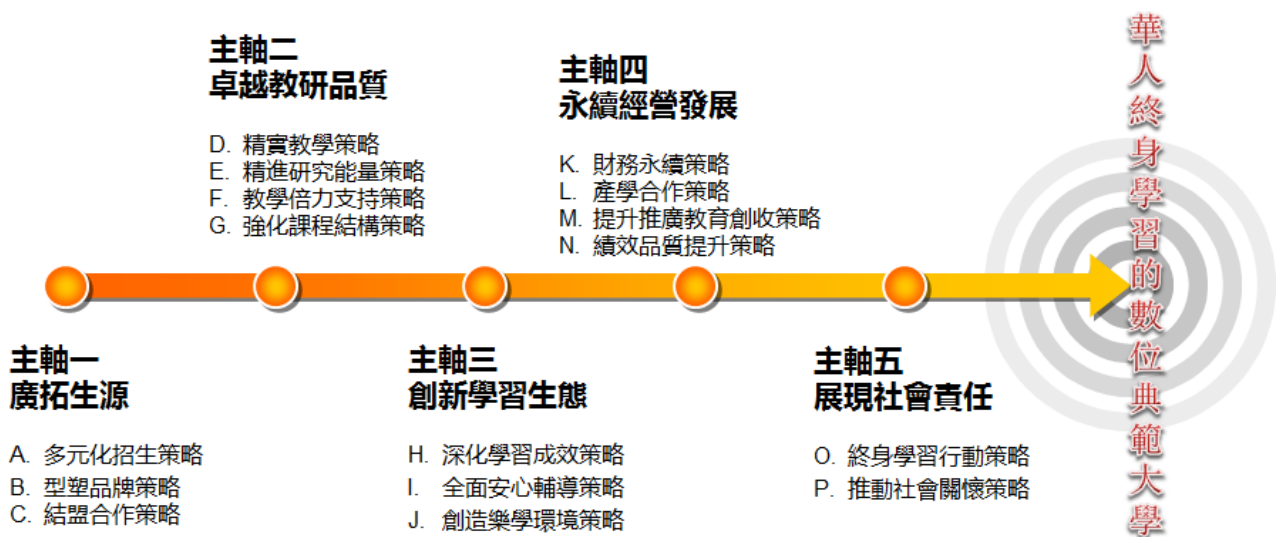 主軸一
廣拓生源
A. 多元化招生策略
B. 型塑品牌策略
C. 結盟合作策略
主軸二
卓越教研品質
D. 精實教學策略
E. 精進研究能量策略
F. 教學倍力支持策略
G. 強化課程結構策略
主軸三
創新學習生態
H. 深化學習成效策略
I. 全面安心輔導策略
J. 創造樂學環境策略
主軸四
永續經營發展
K. 財務永續策略
L. 產學合作策略
M. 提升推廣教育創收策略
N. 績效品質提升策略
主軸五
展現社會責任
O. 終身學習行動策略
P. 推動社會關懷策略
華人終身學習的數位典範大學